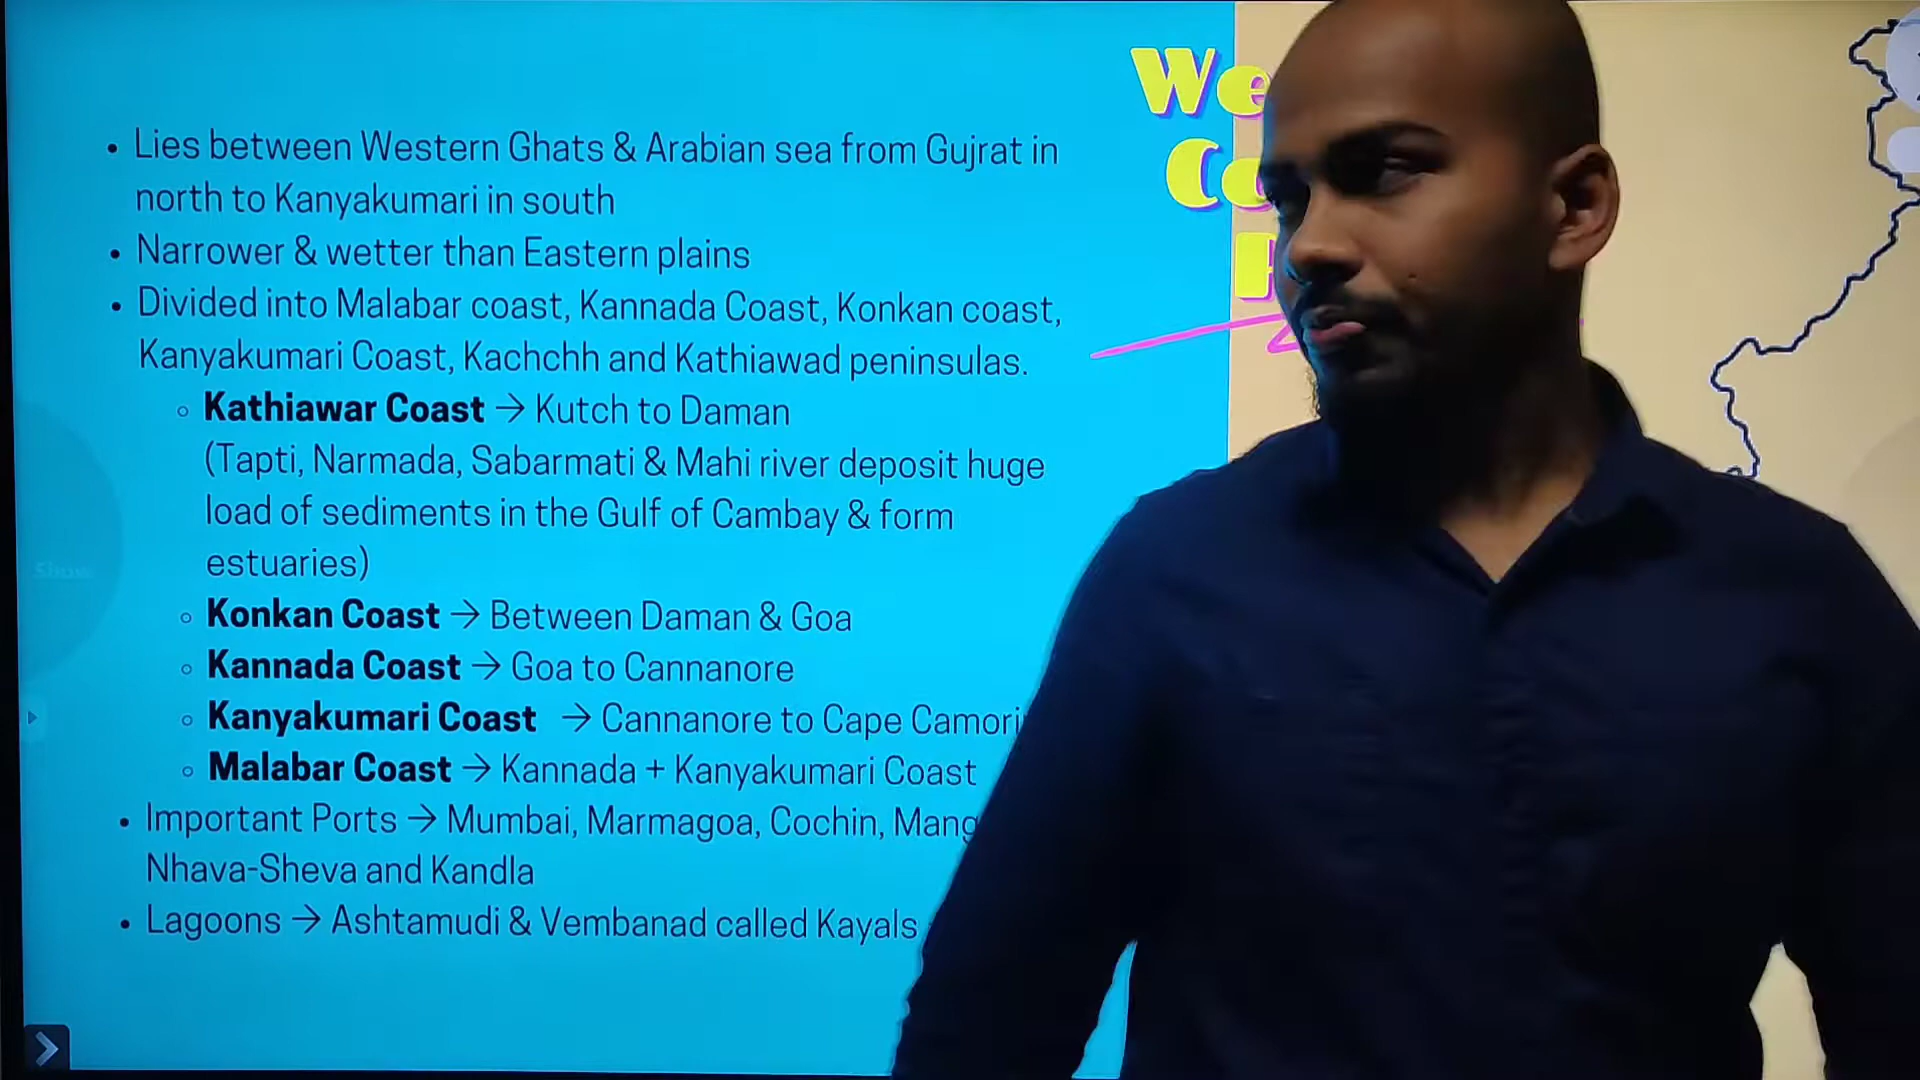 We
Co
• Lies between Western Ghats & Arabian sea from Gujrat in
north to Kanyakumari in south
• Narrower & wetter than Eastern plains
• Divided into Malabar coast, Kannada Coast, Konkan coast,
Kanyakumari Coast, Kachchh and Kathiawad peninsulas.
◦ Kathiawar Coast → Kutch to Daman
(Tapti, Narmada, Sabarmati & Mahi river deposit huge
load of sediments in the Gulf of Cambay & form
estuaries)
◦ Konkan Coast → Between Daman & Goa
◦ Kannada Coast → Goa to Cannanore
◦ Kanyakumari Coast → Cannanore to Cape Camori
◦ Malabar Coast → Kannada + Kanyakumari Coast
• Important Ports → Mumbai, Marmagoa, Cochin, Mang
Nhava-Sheva and Kandla
• Lagoons → Ashtamudi & Vembanad called Kayals
Show